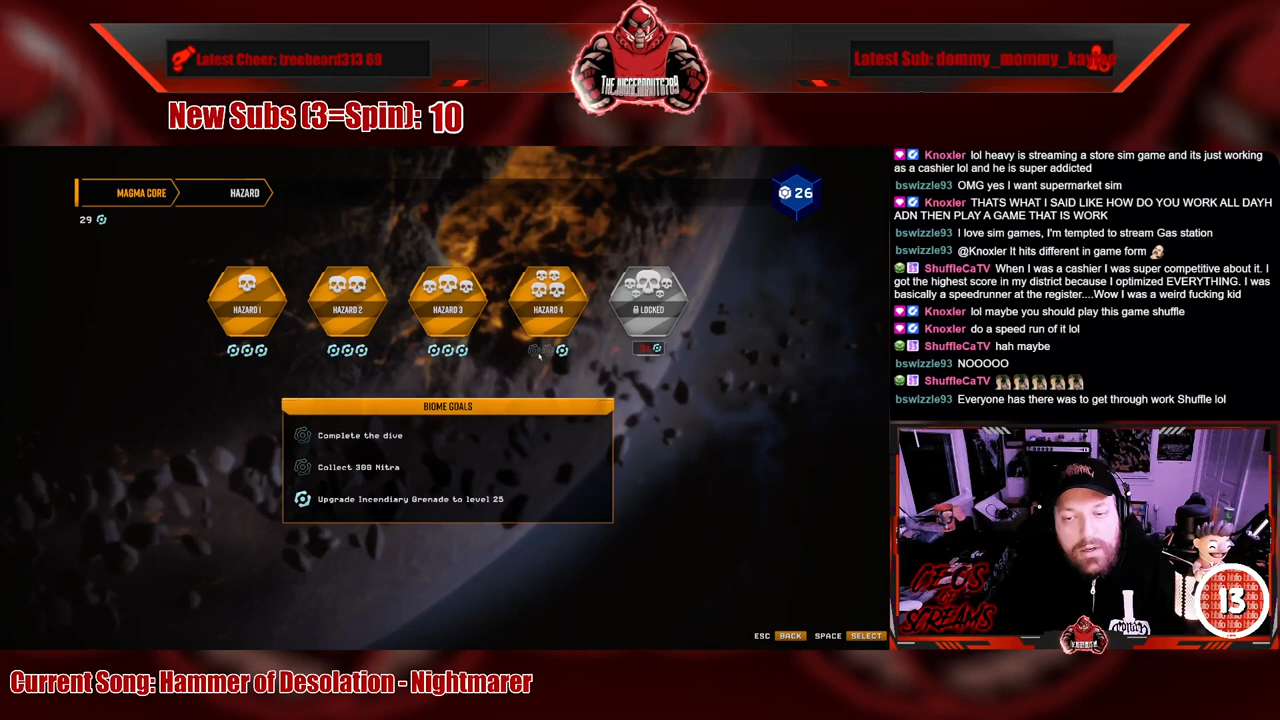 Latest Cheer: treebeard313 69
THEJUGGERNAUT6789
Latest Sub: dommy_mommy_kaylee
New Subs (3=Spin): 10
MAGMA CORE
HAZARD
26
29
HAZARD 1
HAZARD 2
HAZARD 3
HAZARD 4
LOCKED
BIOME GOALS
Complete the dive
Collect 300 Nitra
Upgrade Incendiary Grenade to level 25
ESC BACK SPACE SELECT
Knoxler lol heavy is streaming a store sim game and its just working
as a cashier lol and he is super addicted
bswizzle93 OMG yes I want supermarket sim
Knoxler THATS WHAT I SAID LIKE HOW DO YOU WORK ALL DAYH
ADN THEN PLAY A GAME THAT IS WORK
bswizzle93 I love sim games, I'm tempted to stream Gas station
bswizzle93 @Knoxler It hits different in game form
ShuffleCaTV When I was a cashier I was super competitive about it. I
got the highest score in my district because I optimized EVERYTHING. I was
basically a speedrunner at the register....Wow I was a weird fucking kid
Knoxler lol maybe you should play this game shuffle
Knoxler do a speed run of it lol
ShuffleCaTV hah maybe
bswizzle93 NOOOOO
ShuffleCaTV
bswizzle93 Everyone has there was to get through work Shuffle lol
13
Current Song: Hammer of Desolation - Nightmarer